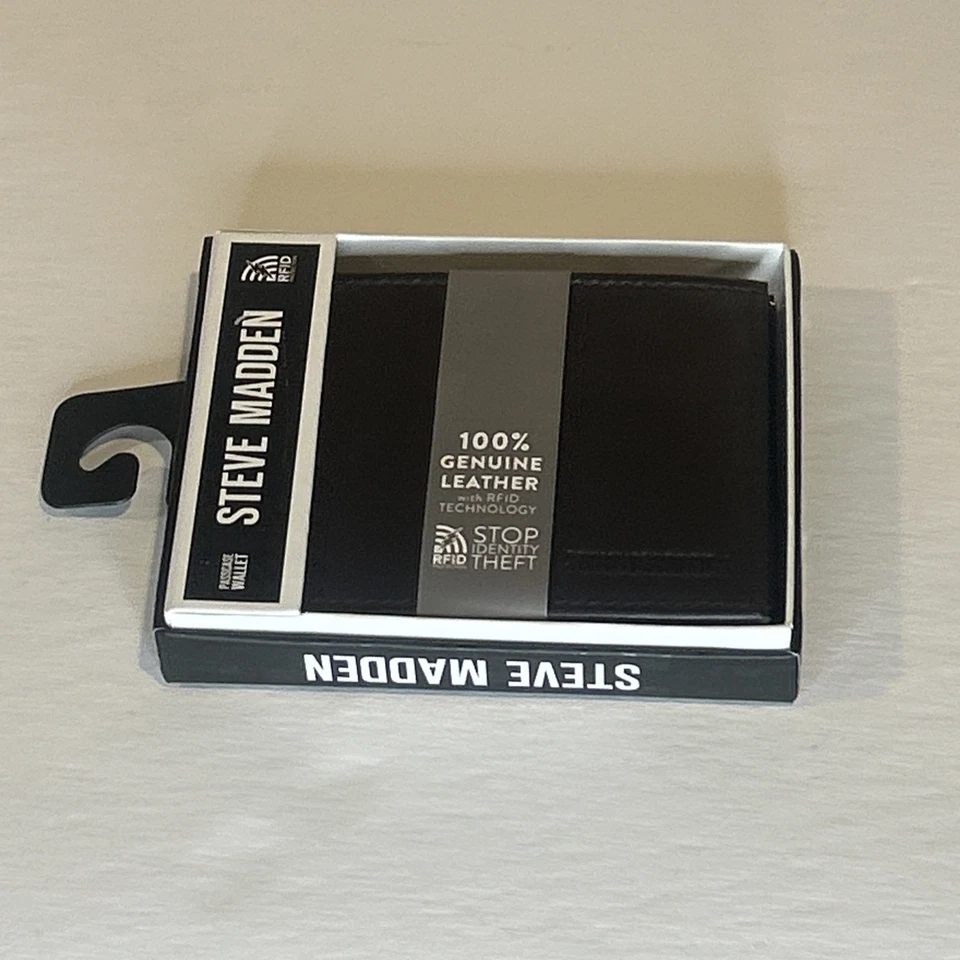 RFID
STEVE MADDEN
PASSCASE
WALLET
100%
GENUINE
LEATHER
with RFID
TECHNOLOGY
RFID
STOP
IDENTITY
THEFT
STEVE MADDEN